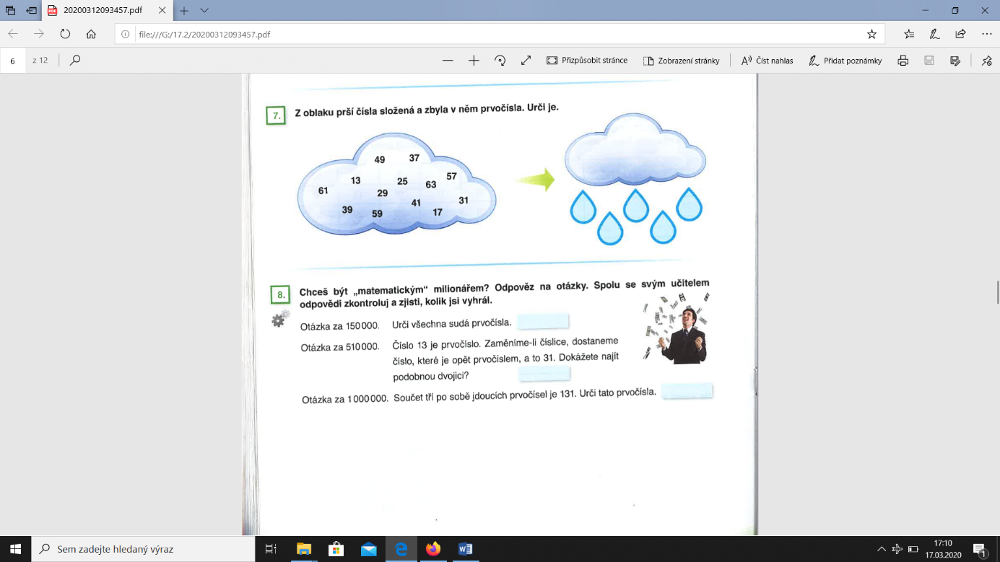 20200312093457.pdf
file:///G:/17.2/20200312093457.pdf
6 z 12 Přizpůsobit stránce Zobrazení stránky Číst nahlas Přidat poznámky
7. Z oblaku prší čísla složená a zbyla v něm prvočísla. Urči je.
49 37
13 25 63 57
61 29 41 31
39 59 17
8. Chceš být „matematickým“ milionářem? Odpověz na otázky. Spolu se svým učitelem
odpovědi zkontroluj a zjisti, kolik jsi vyhrál.
Otázka za 150 000. Urči všechna sudá prvočísla.
Otázka za 510 000. Číslo 13 je prvočíslo. Zaměníme-li číslice, dostaneme
číslo, které je opět prvočíslem, a to 31. Dokážete najít
podobnou dvojici?
Otázka za 1 000 000. Součet tří po sobě jdoucích prvočísel je 131. Urči tato prvočísla.
Sem zadejte hledaný výraz
17:10
17.03.2020
1